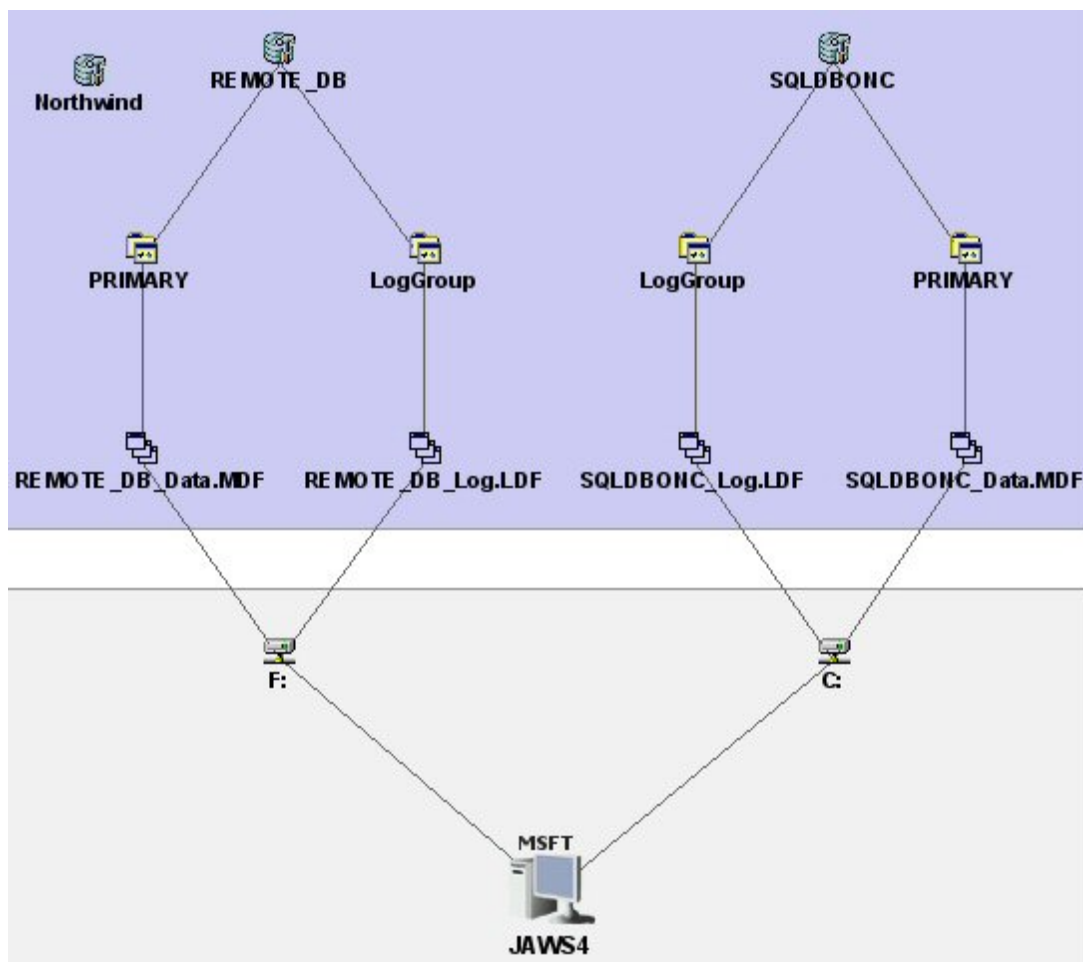 REMOTE_DB
SQLDBONC
Northwind
PRIMARY
LogGroup
LogGroup
PRIMARY
REMOTE_DB_Data.MDF
REMOTE_DB_Log.LDF
SQLDBONC_Log.LDF
SQLDBONC_Data.MDF
F:
C:
MSFT
JAWS4